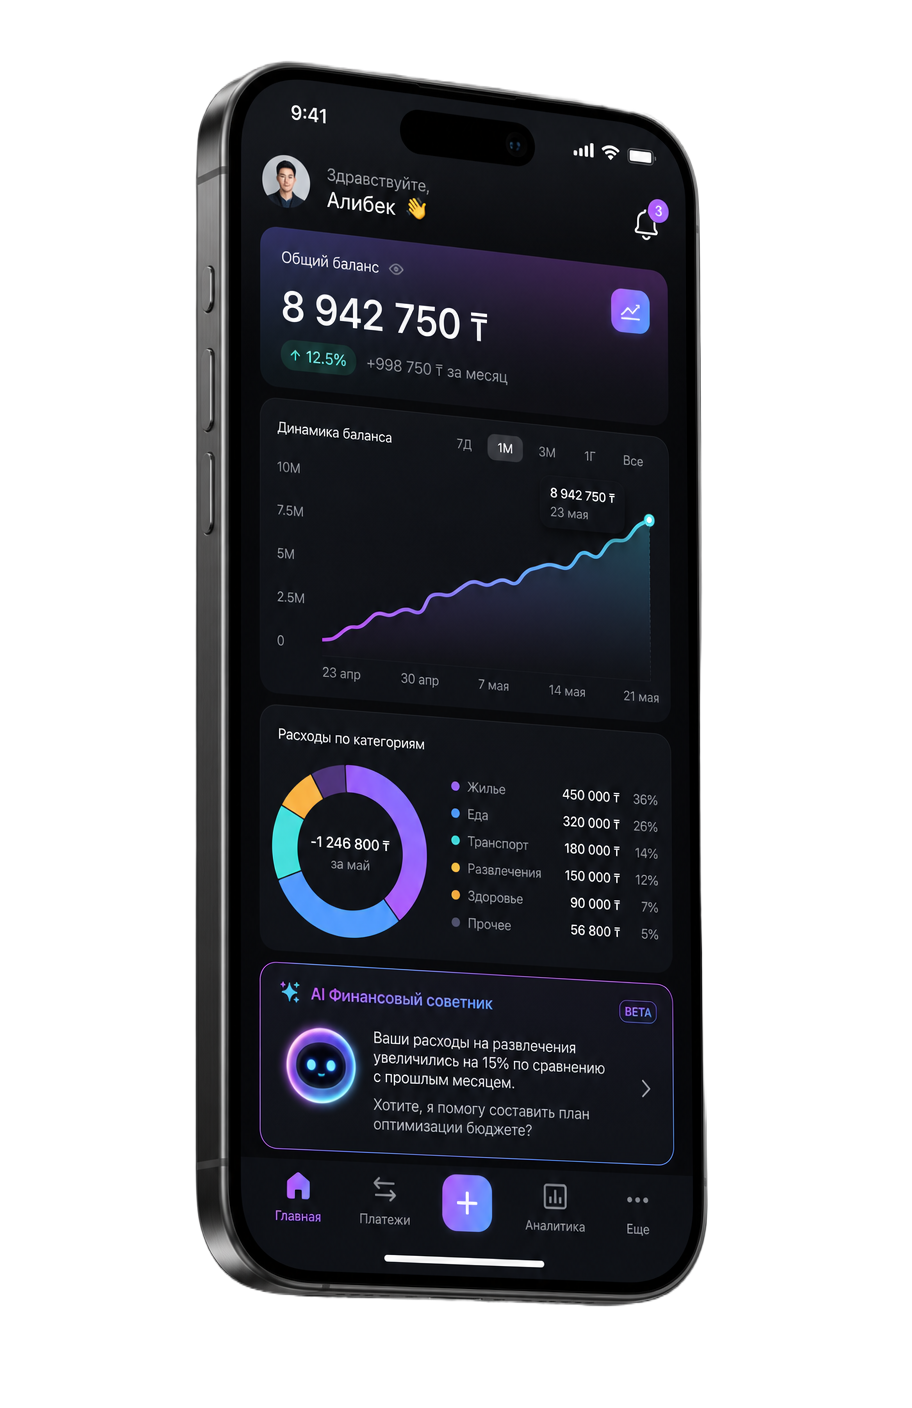 9:41
Здравствуйте,
Алибек 👋
3
Общий баланс
8 942 750 ₸
↑ 12.5% +998 750 ₸ за месяц
Динамика баланса
7Д 1М 3М 1Г Все
10М
8 942 750 ₸
23 мая
7.5М
5М
2.5М
0
23 апр 30 апр 7 мая 14 мая 21 мая
Расходы по категориям
-1 246 800 ₸
за май
Жилье 450 000 ₸ 36%
Еда 320 000 ₸ 26%
Транспорт 180 000 ₸ 14%
Развлечения 150 000 ₸ 12%
Здоровье 90 000 ₸ 7%
Прочее 56 800 ₸ 5%
AI Финансовый советник
BETA
Ваши расходы на развлечения
увеличились на 15% по сравнению
с прошлым месяцем.
Хотите, я помогу составить план
оптимизации бюджете?
Главная Платежи + Аналитика Еще